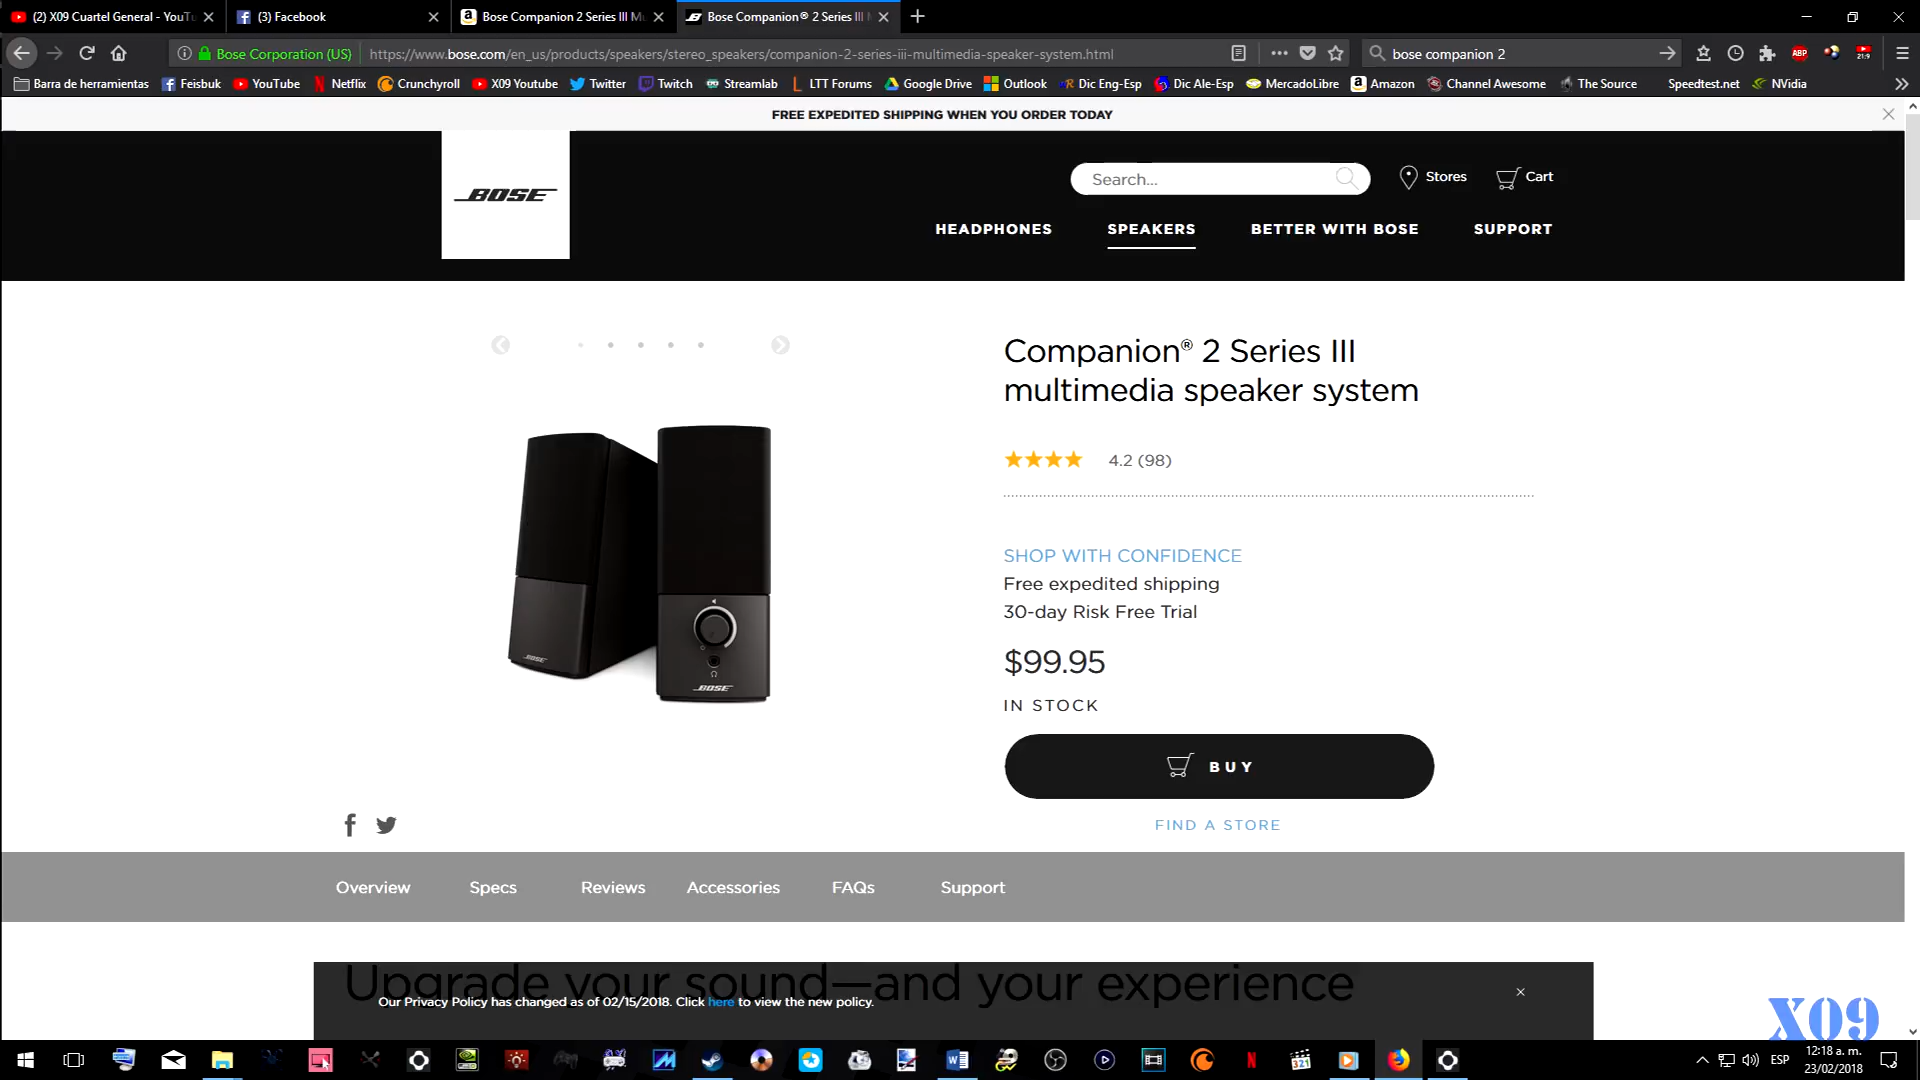 (2) X09 Cuartel General - YouTu
(3) Facebook
Bose Companion 2 Series III Mu
Bose Companion® 2 Series III M
Bose Corporation (US)
https://www.bose.com/en_us/products/speakers/stereo_speakers/companion-2-series-iii-multimedia-speaker-system.html
bose companion 2
ABP
21:9
Barra de herramientas
Feisbuk
YouTube
Netflix
Crunchyroll
X09 Youtube
Twitter
Twitch
Streamlab
LTT Forums
Google Drive
Outlook
Dic Eng-Esp
Dic Ale-Esp
MercadoLibre
Amazon
Channel Awesome
The Source
Speedtest.net
NVidia
FREE EXPEDITED SHIPPING WHEN YOU ORDER TODAY
BOSE
Search...
Stores
Cart
HEADPHONES
SPEAKERS
BETTER WITH BOSE
SUPPORT
Companion® 2 Series III
multimedia speaker system
4.2 (98)
SHOP WITH CONFIDENCE
Free expedited shipping
30-day Risk Free Trial
$99.95
IN STOCK
BUY
FIND A STORE
BOSE
BOSE
Overview
Specs
Reviews
Accessories
FAQs
Support
Upgrade your sound—and your experience
Our Privacy Policy has changed as of 02/15/2018. Click here to view the new policy.
X09
ESP
12:18 a. m.
23/02/2018